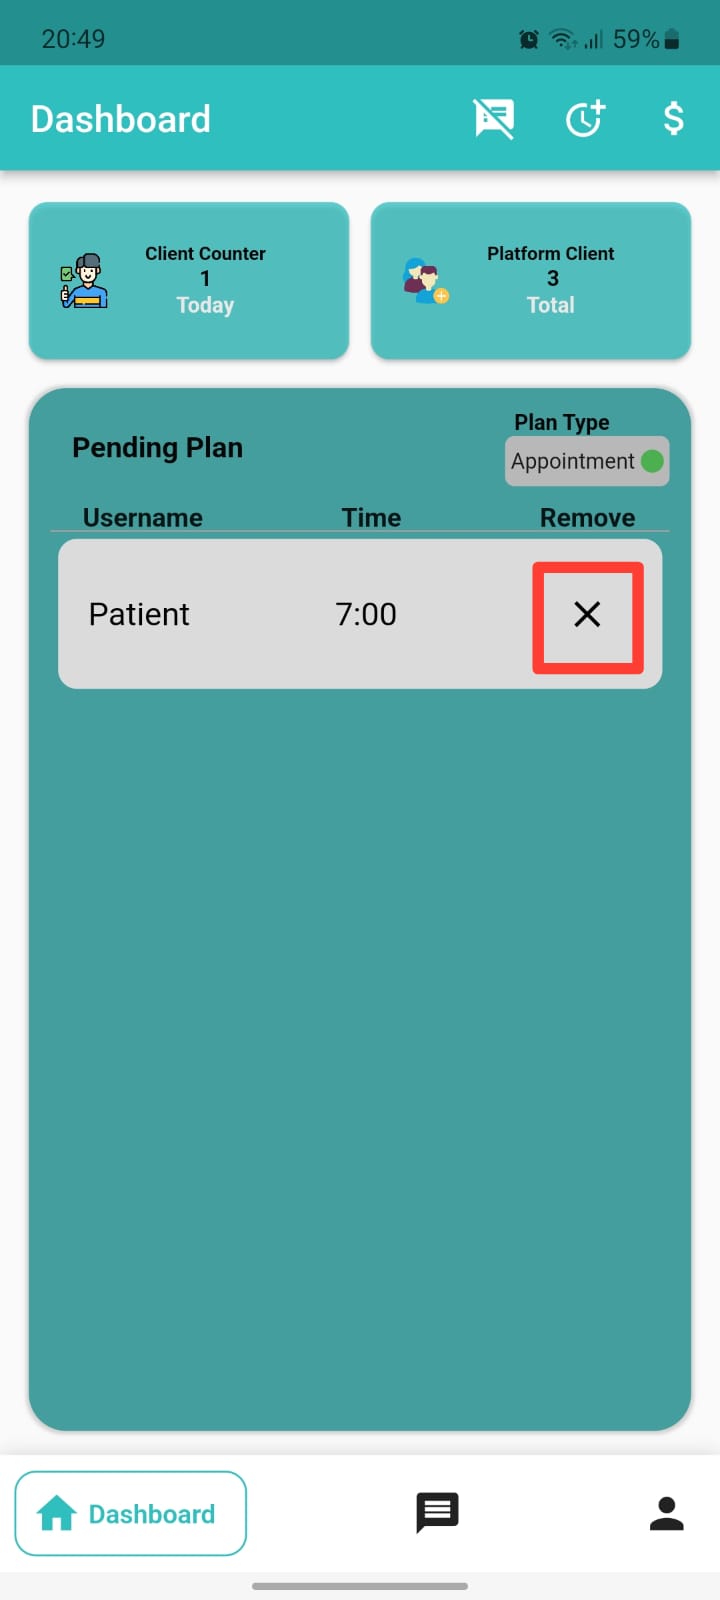 20:49 59%
Dashboard $
Client Counter
1
Today
Platform Client
3
Total
Pending Plan
Plan Type
Appointment
Username Time Remove
Patient 7:00
Dashboard